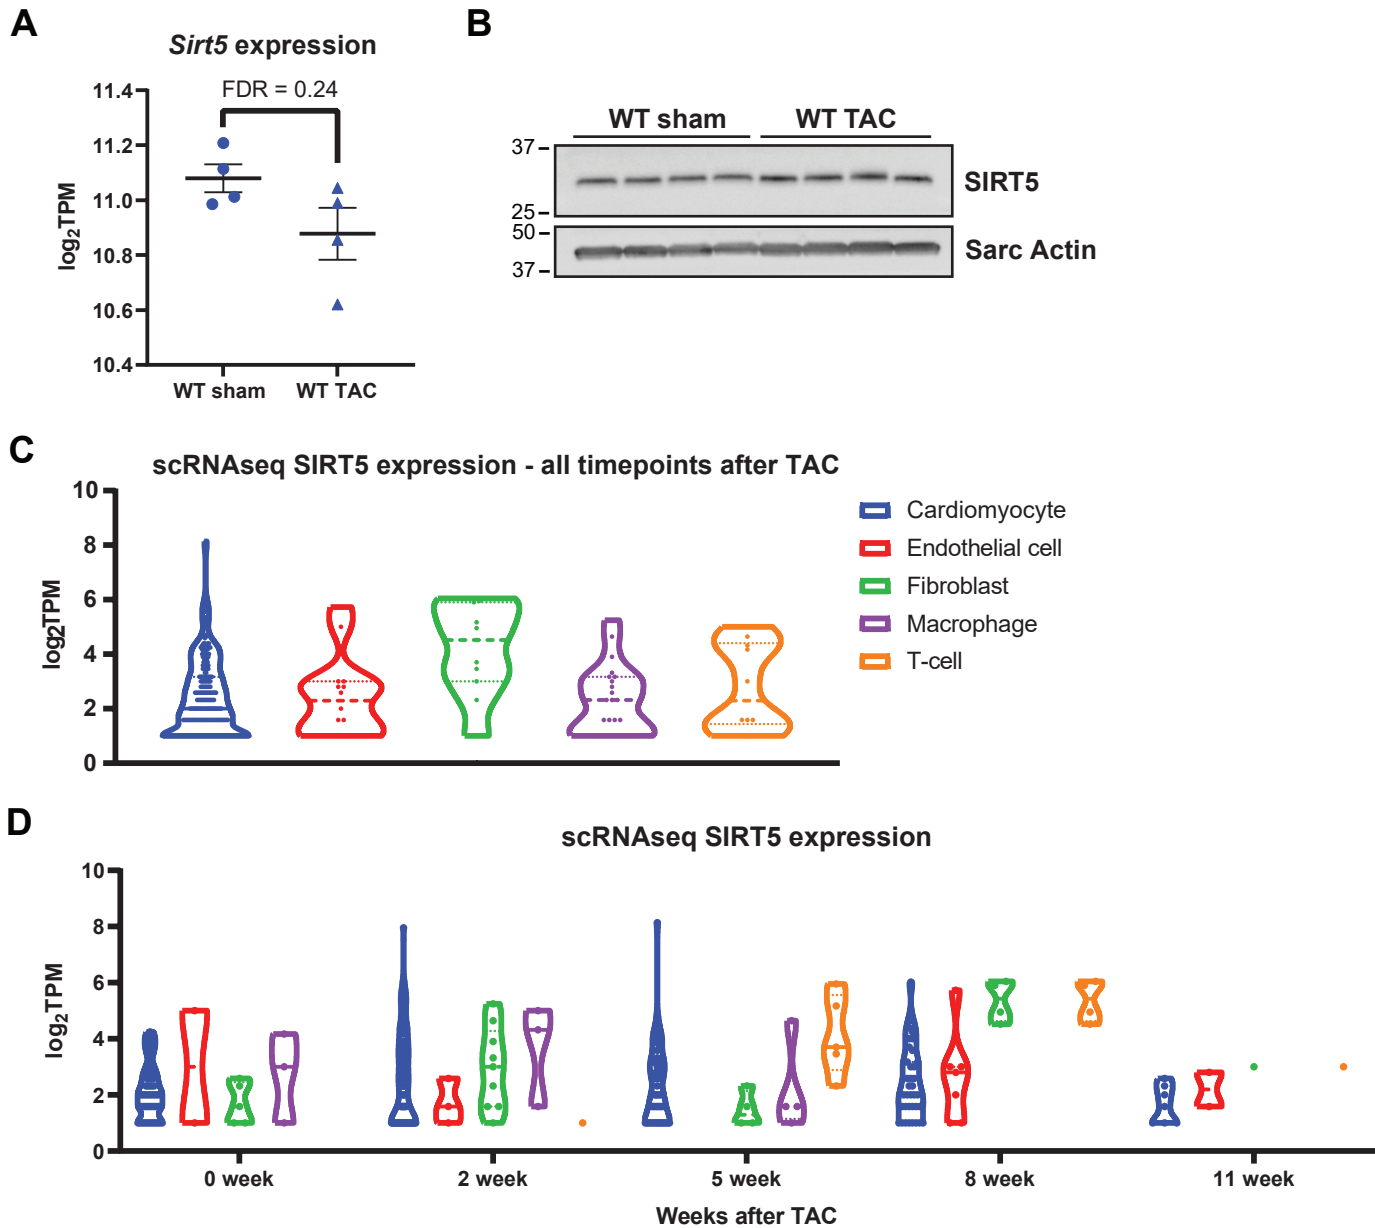 A
Sirt5 expression
FDR = 0.24
11.4
11.2
11.0
10.8
10.6
10.4
log2TPM
WT sham WT TAC
B
WT sham WT TAC
37
25
SIRT5
50
37
Sarc Actin
C
scRNAseq SIRT5 expression - all timepoints after TAC
10
8
6
4
2
0
log2TPM
Cardiomyocyte
Endothelial cell
Fibroblast
Macrophage
T-cell
D
scRNAseq SIRT5 expression
10
8
6
4
2
0
log2TPM
0 week 2 week 5 week 8 week 11 week
Weeks after TAC